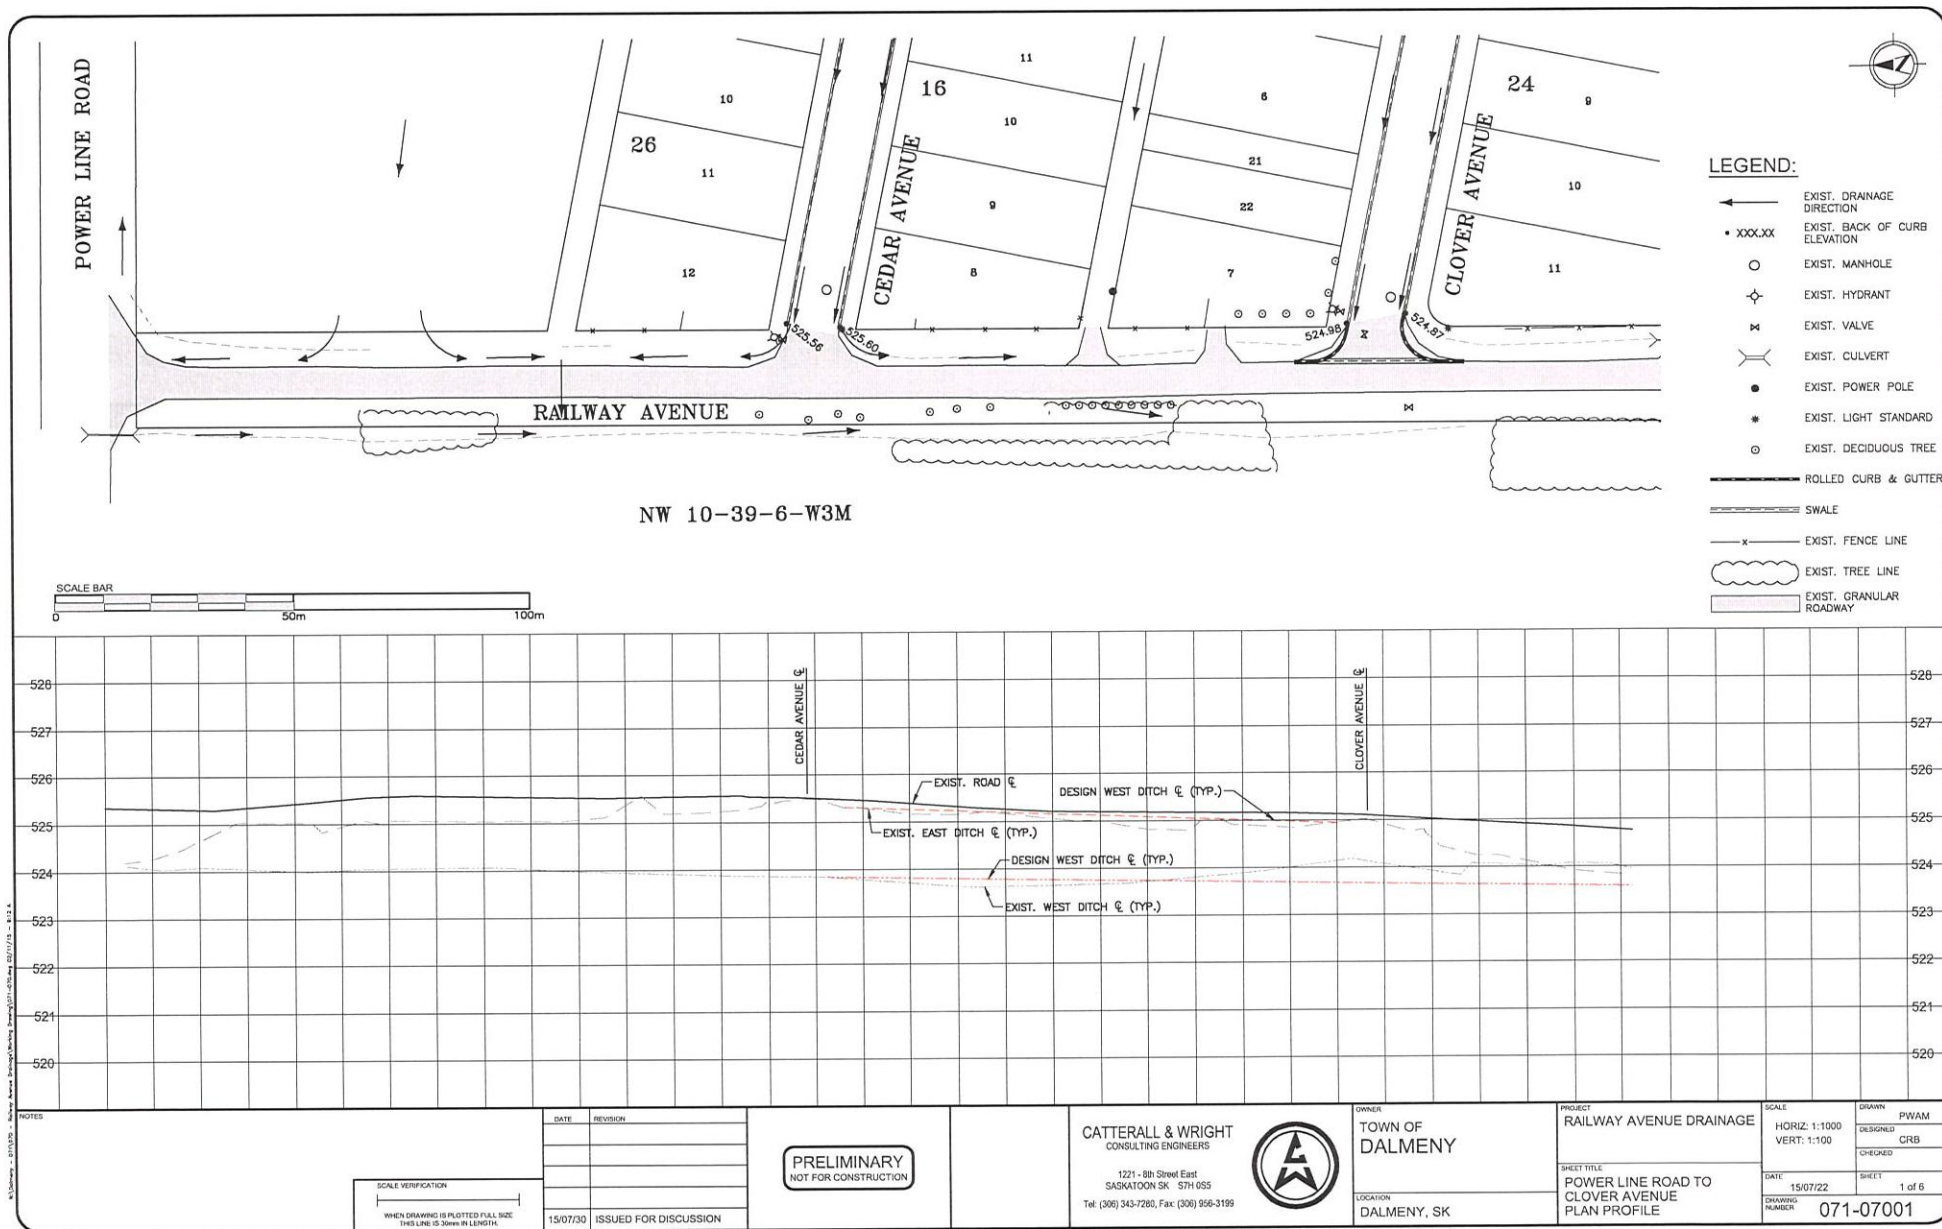 POWER LINE ROAD
26
10
11
12
CEDAR AVENUE
16
11
10
9
8
6
21
22
7
CLOVER AVENUE
24
9
10
11
525.56
525.60
524.98
524.87
RAILWAY AVENUE
NW 10-39-6-W3M
LEGEND:
EXIST. DRAINAGE
DIRECTION
XXX.XX
EXIST. BACK OF CURB
ELEVATION
EXIST. MANHOLE
EXIST. HYDRANT
EXIST. VALVE
EXIST. CULVERT
EXIST. POWER POLE
EXIST. LIGHT STANDARD
EXIST. DECIDUOUS TREE
ROLLED CURB & GUTTER
SWALE
EXIST. FENCE LINE
EXIST. TREE LINE
EXIST. GRANULAR
ROADWAY
SCALE BAR
0 50m 100m
CEDAR AVENUE ℄
CLOVER AVENUE ℄
528 528
527 527
526 526
525 525
524 524
523 523
522 522
521 521
520 520
EXIST. ROAD ℄
DESIGN WEST DITCH ℄ (TYP.)
EXIST. EAST DITCH ℄ (TYP.)
DESIGN WEST DITCH ℄ (TYP.)
EXIST. WEST DITCH ℄ (TYP.)
NOTES
SCALE VERIFICATION
WHEN DRAWING IS PLOTTED FULL SIZE
THIS LINE IS 30mm IN LENGTH.
DATE REVISION
15/07/30 ISSUED FOR DISCUSSION
PRELIMINARY
NOT FOR CONSTRUCTION
CATTERALL & WRIGHT
CONSULTING ENGINEERS
1221 - 8th Street East
SASKATOON SK S7H 0S5
Tel: (306) 343-7280, Fax: (306) 956-3199
OWNER
TOWN OF
DALMENY
LOCATION
DALMENY, SK
PROJECT
RAILWAY AVENUE DRAINAGE
SHEET TITLE
POWER LINE ROAD TO
CLOVER AVENUE
PLAN PROFILE
SCALE
HORIZ: 1:1000
VERT: 1:100
DRAWN
PWAM
DESIGNED
CRB
CHECKED
DATE
15/07/22
SHEET
1 of 6
DRAWING
NUMBER
071-07001